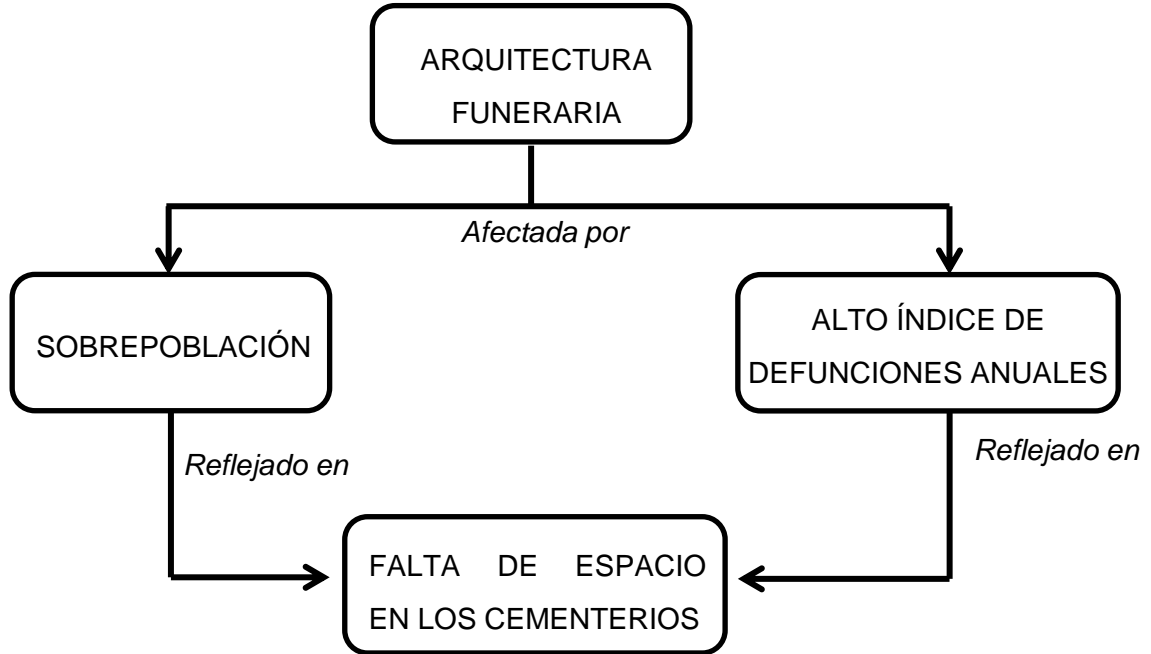 ARQUITECTURA
FUNERARIA
Afectada por
SOBREPOBLACIÓN
ALTO ÍNDICE DE
DEFUNCIONES ANUALES
Reflejado en
Reflejado en
FALTA DE ESPACIO
EN LOS CEMENTERIOS